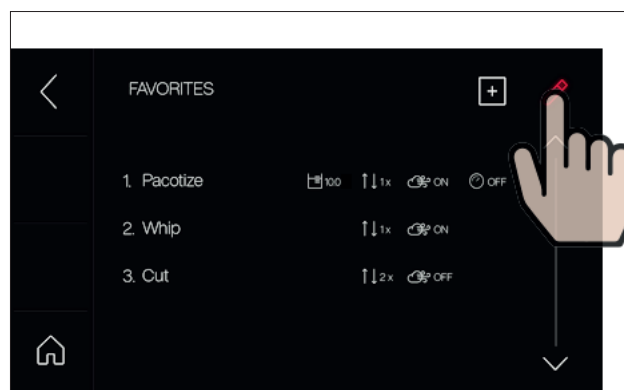 FAVORITES
1. Pacotize 100 1x ON OFF
2. Whip 1x ON
3. Cut 2x OFF